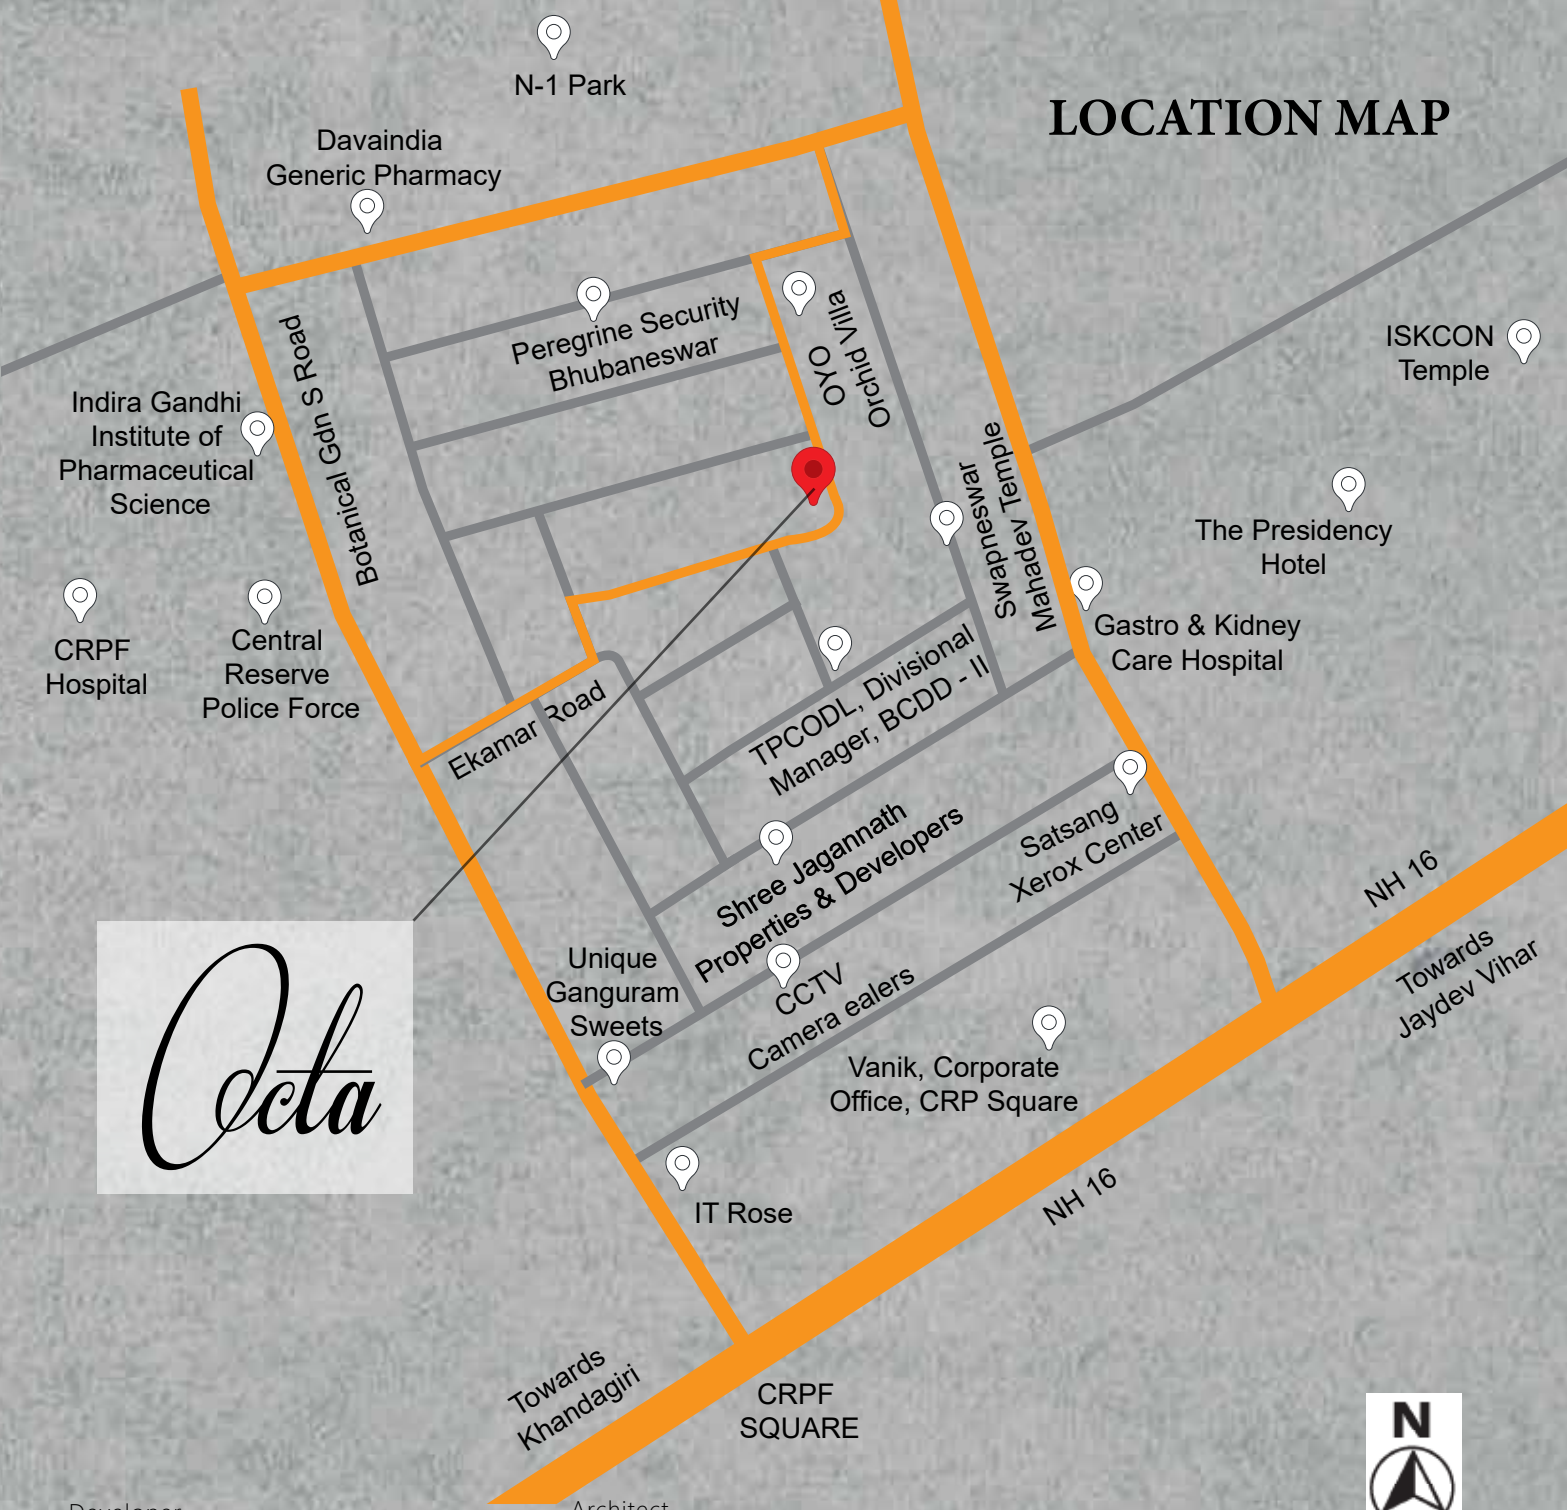 N-1 Park
LOCATION MAP
Davaindia
Generic Pharmacy
Peregrine Security
Bhubaneswar
OYO
Orchid Villa
ISKCON
Temple
Botanical Gdn S Road
Indira Gandhi
Institute of
Pharmaceutical
Science
Swapneswar
Mahadev Temple
The Presidency
Hotel
CRPF
Hospital
Central
Reserve
Police Force
Gastro & Kidney
Care Hospital
Ekamar Road
TPCODL, Divisional
Manager, BCDD - II
Shree Jagannath
Properties & Developers
Satsang
Xerox Center
NH 16
Towards
Jaydev Vihar
Unique
Ganguram
Sweets
CCTV
Camera ealers
Vanik, Corporate
Office, CRP Square
Octa
IT Rose
NH 16
Towards
Khandagiri
CRPF
SQUARE
N
Developer
Architect